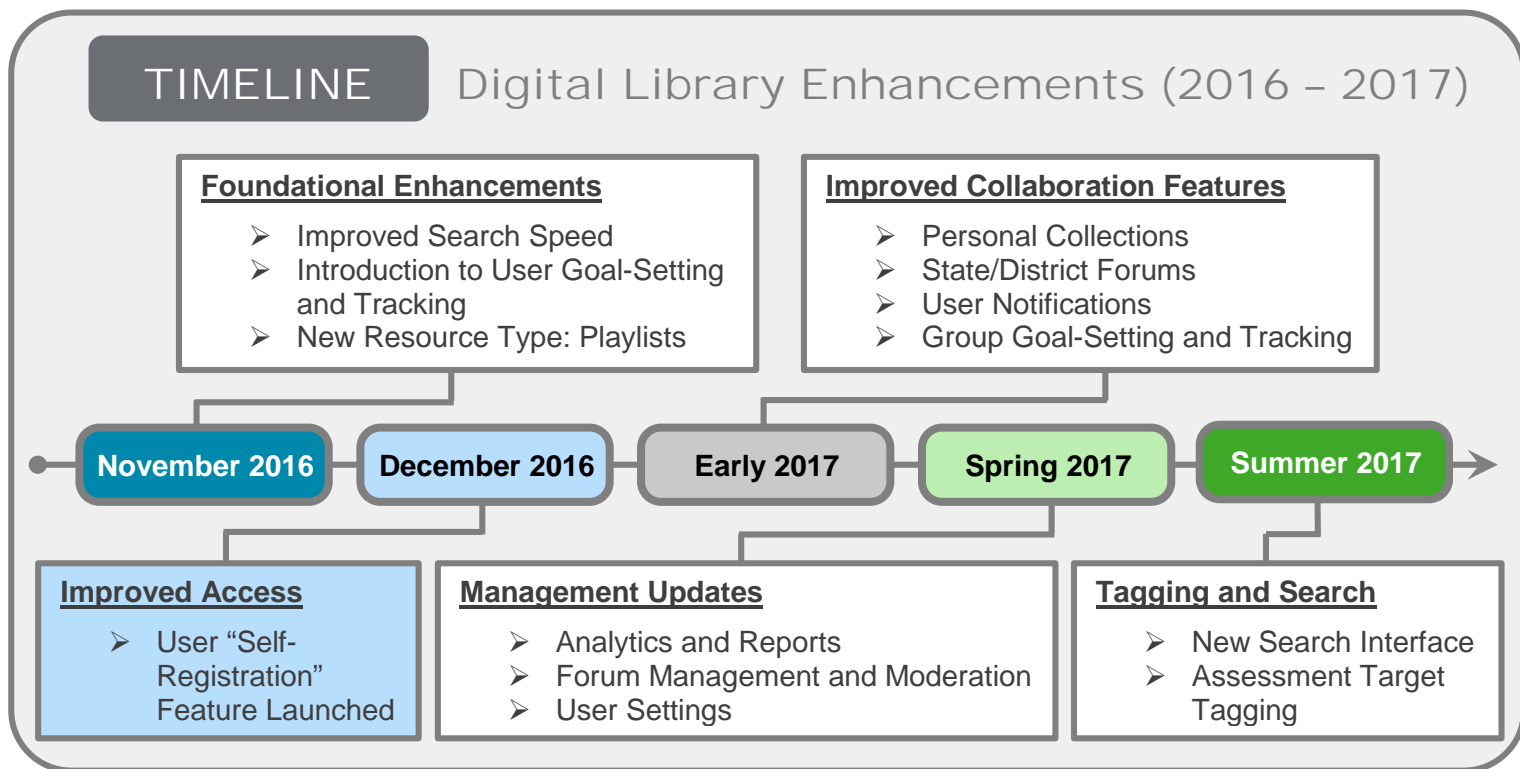 TIMELINE Digital Library Enhancements (2016 – 2017)
Foundational Enhancements
➢ Improved Search Speed
➢ Introduction to User Goal-Setting
and Tracking
➢ New Resource Type: Playlists
Improved Collaboration Features
➢ Personal Collections
➢ State/District Forums
➢ User Notifications
➢ Group Goal-Setting and Tracking
November 2016
December 2016
Early 2017
Spring 2017
Summer 2017
Improved Access
➢ User “Self-
Registration”
Feature Launched
Management Updates
➢ Analytics and Reports
➢ Forum Management and Moderation
➢ User Settings
Tagging and Search
➢ New Search Interface
➢ Assessment Target
Tagging